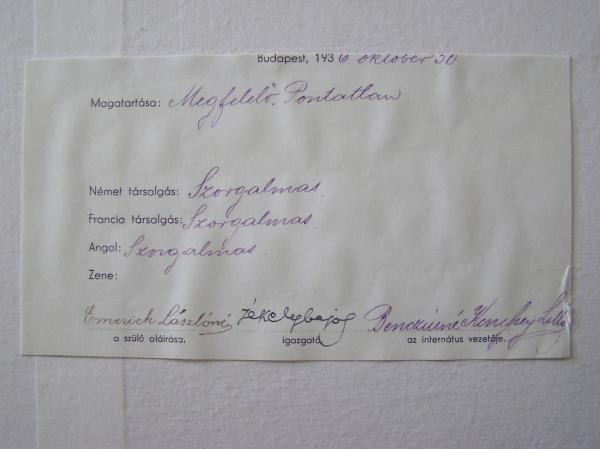 Budapest, 1936 október 30
Magatartása: Megfelelő. Pontatlan.
Német társalgás: Szorgalmas.
Francia társalgás: Szorgalmas.
Angol: Szorgalmas.
Zene:
Emerich Lászlóné Benczúrné
a szülő aláírása. igazgató. az internátus vezetője.